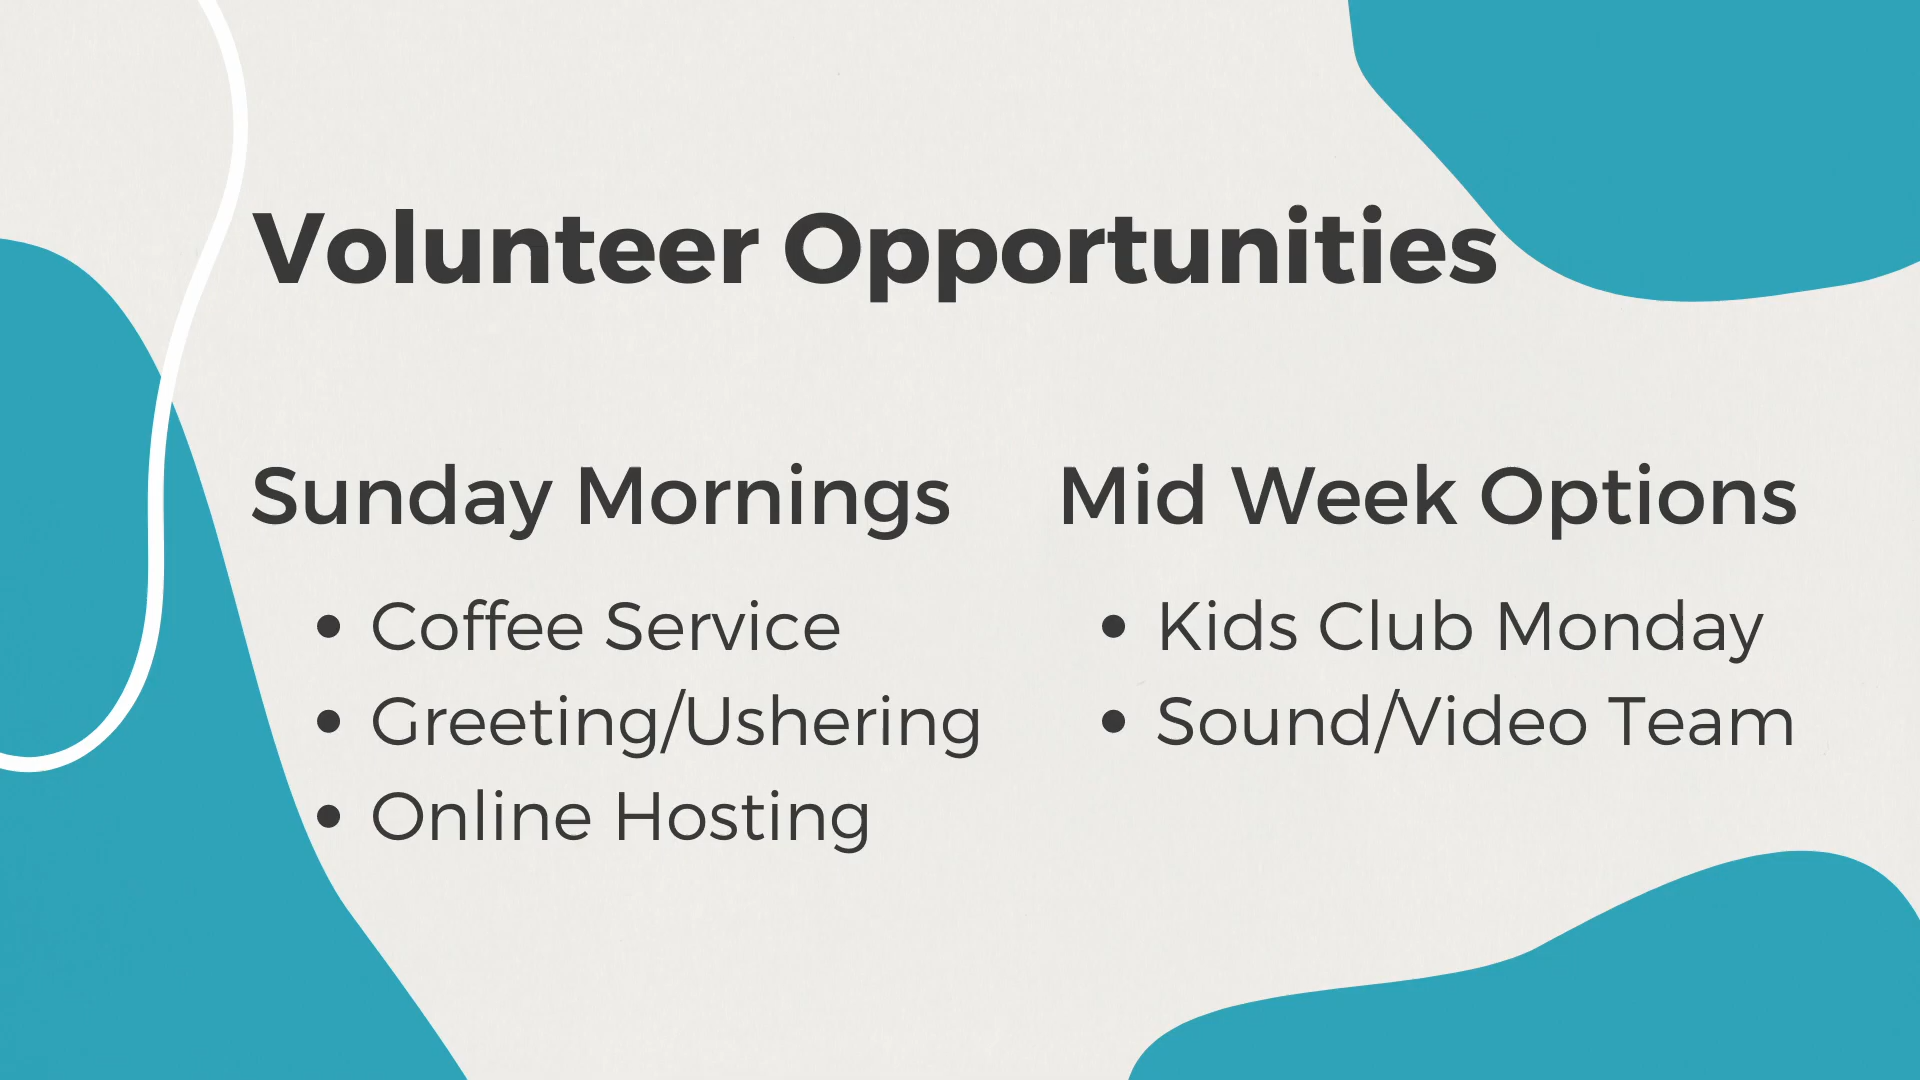 Volunteer Opportunities
Sunday Mornings
• Coffee Service
• Greeting/Ushering
• Online Hosting
Mid Week Options
• Kids Club Monday
• Sound/Video Team